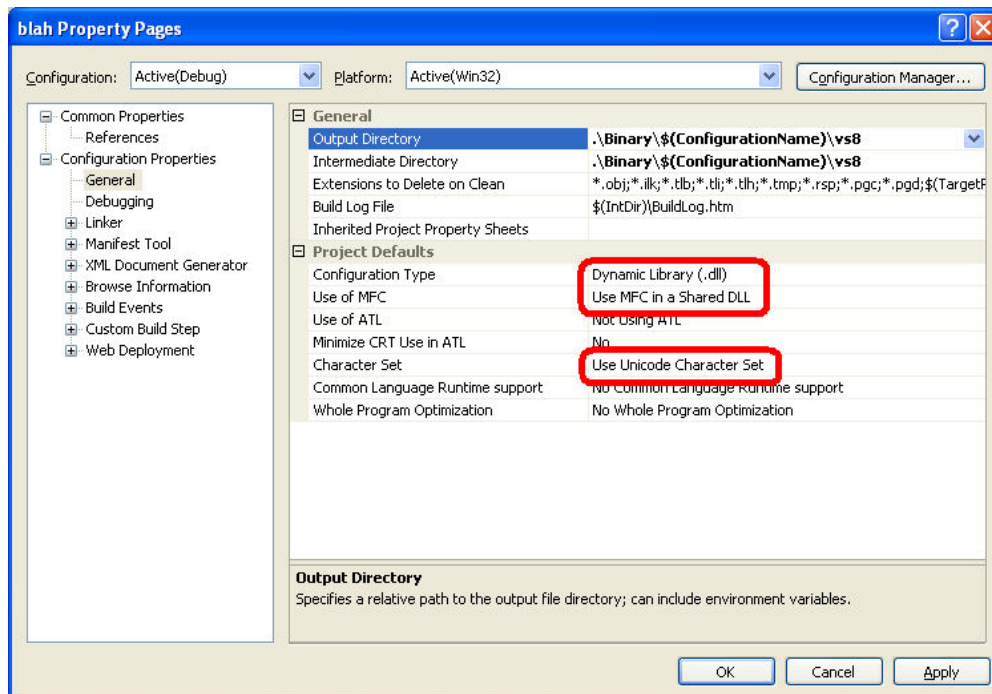 blah Property Pages
Configuration: Active(Debug) Platform: Active(Win32) Configuration Manager...
Common Properties
References
Configuration Properties
General
Debugging
Linker
Manifest Tool
XML Document Generator
Browse Information
Build Events
Custom Build Step
Web Deployment
General
Output Directory .\Binary\$(ConfigurationName)\vs8
Intermediate Directory .\Binary\$(ConfigurationName)\vs8
Extensions to Delete on Clean *.obj;*.ilk;*.tlb;*.tli;*.tlh;*.tmp;*.rsp;*.pgc;*.pgd;$(TargetP
Build Log File $(IntDir)\BuildLog.htm
Inherited Project Property Sheets
Project Defaults
Configuration Type Dynamic Library (.dll)
Use of MFC Use MFC in a Shared DLL
Use of ATL Not Using ATL
Minimize CRT Use in ATL No
Character Set Use Unicode Character Set
Common Language Runtime support No Common Language Runtime support
Whole Program Optimization No Whole Program Optimization
Output Directory
Specifies a relative path to the output file directory; can include environment variables.
OK Cancel Apply